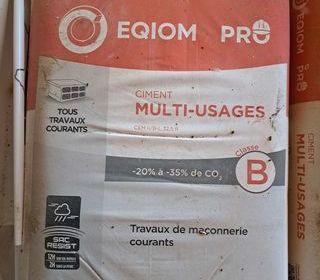 EQIOM PRO
CIMENT
MULTI-USAGES
TOUS
TRAVAUX
COURANTS
Classe
B
-20% à -35% de CO2
SAC
RESIST
Travaux de maçonnerie
courants
EQIOM
PRO
CIMENT
MULTI-USAGES